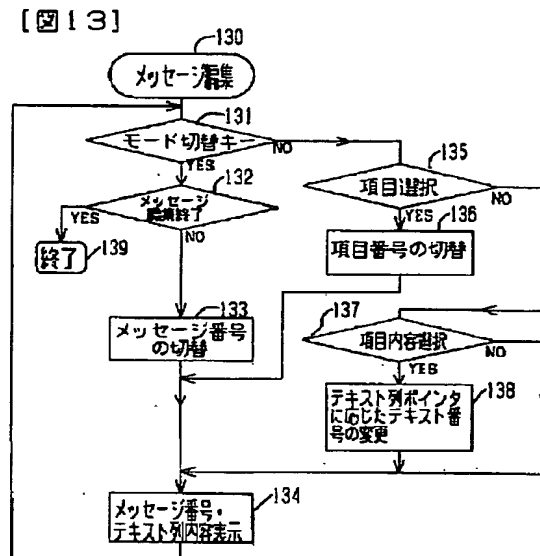 [図13]
130
メッセージ編集
131
モード切替キー
NO
YES
132
メッセージ
編集終了
YES
NO
終了
139
133
メッセージ番号
の切替
135
項目選択
NO
YES
136
項目番号の切替
137
項目内容選択
NO
YES
138
テキスト列ポインタ
に応じたテキスト番
号の変更
134
メッセージ番号・
テキスト列内容表示